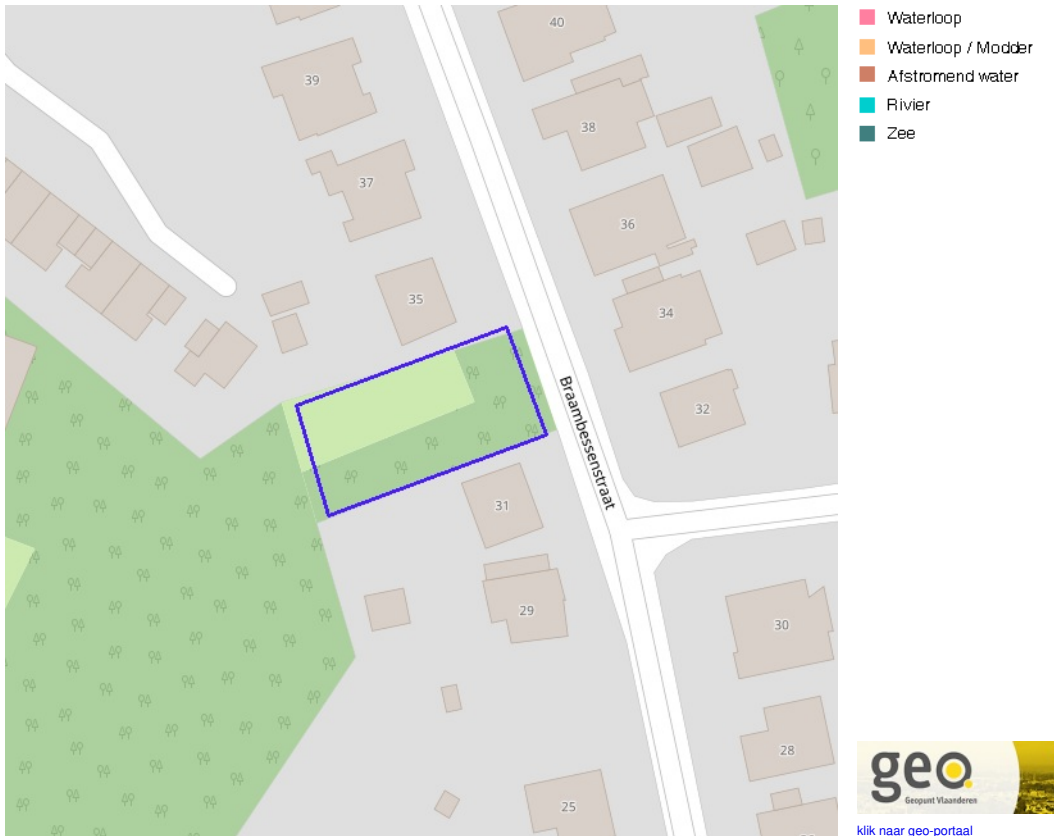 40
39
38
37
36
35
34
32
Braambessenstraat
31
29
30
28
25
Waterloop
Waterloop / Modder
Afstromend water
Rivier
Zee
geo
Geopunt Vlaanderen
klik naar geo-portaal